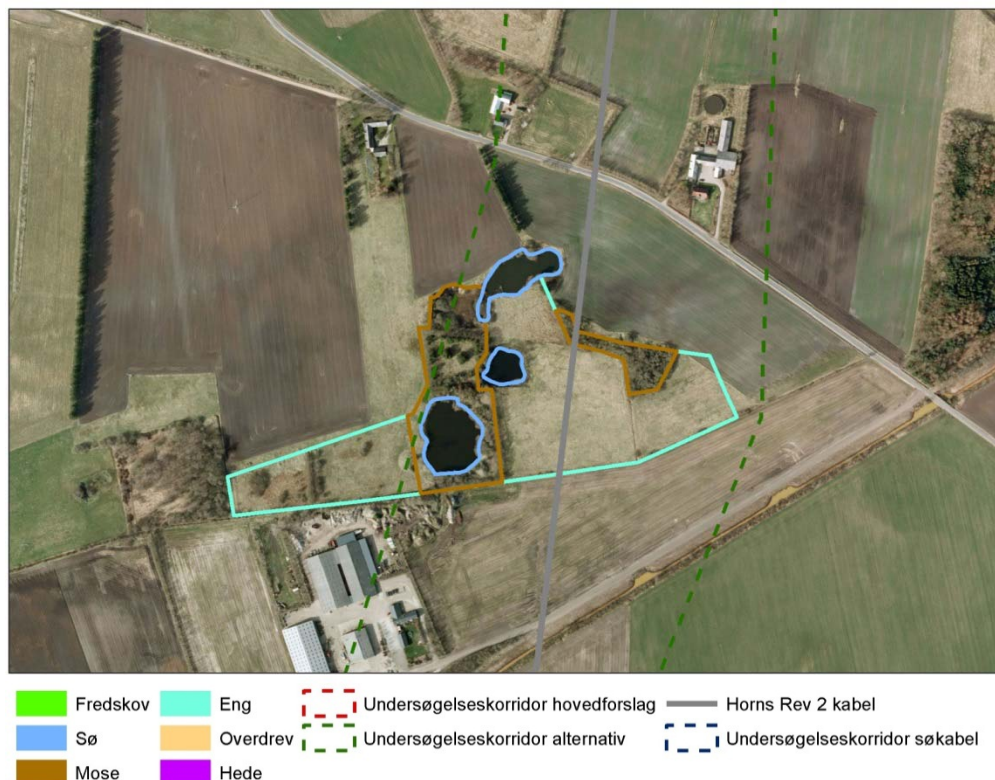 Fredskov
Eng
Undersøgelseskorridor hovedforslag
Horns Rev 2 kabel
Sø
Overdrev
Undersøgelseskorridor alternativ
Undersøgelseskorridor søkabel
Mose
Hede